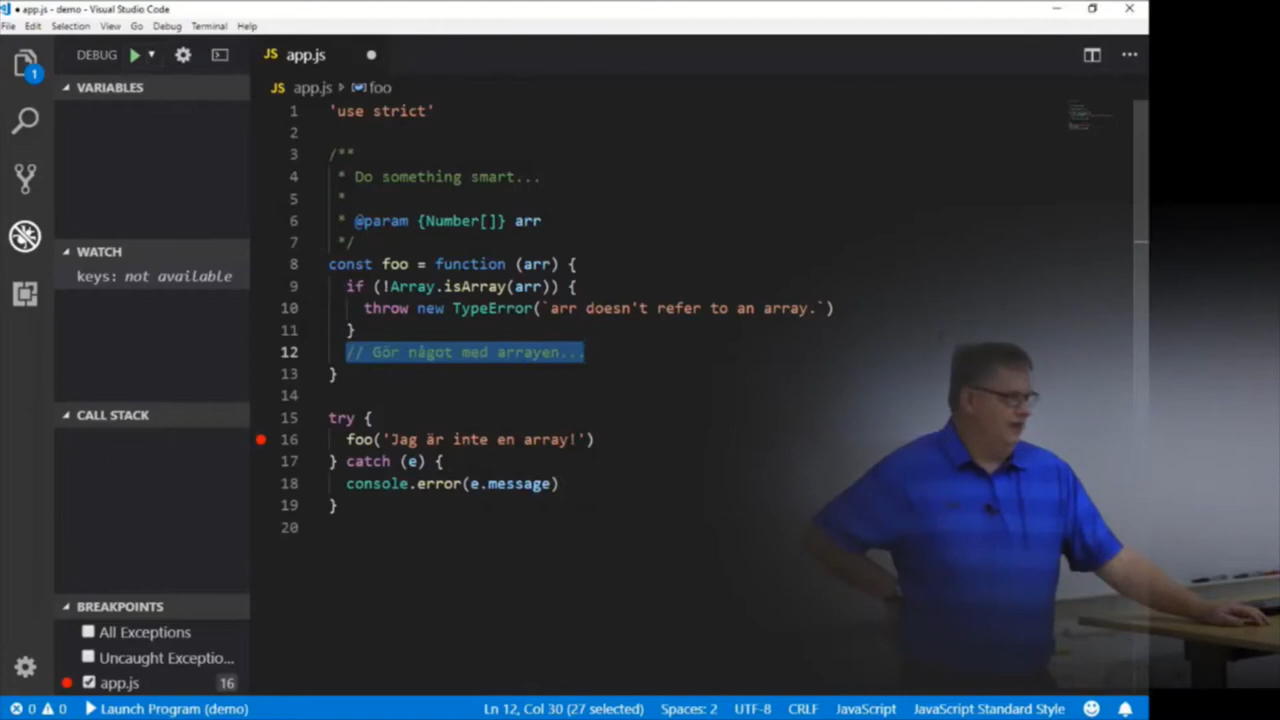 ● app.js - demo - Visual Studio Code
File Edit Selection View Go Debug Terminal Help
1
DEBUG
JS app.js ●
VARIABLES
WATCH
keys: not available
CALL STACK
BREAKPOINTS
All Exceptions
Uncaught Exceptio...
app.js 16
JS app.js foo
1 'use strict'
2
3 /**
4 * Do something smart...
5 *
6 * @param {Number[]} arr
7 */
8 const foo = function (arr) {
9 if (!Array.isArray(arr)) {
10 throw new TypeError(`arr doesn't refer to an array.`)
11 }
12 // Gör något med arrayen...
13 }
14
15 try {
16 foo('Jag är inte en array!')
17 } catch (e) {
18 console.error(e.message)
19 }
20
0 0 Launch Program (demo) Ln 12, Col 30 (27 selected) Spaces: 2 UTF-8 CRLF JavaScript JavaScript Standard Style